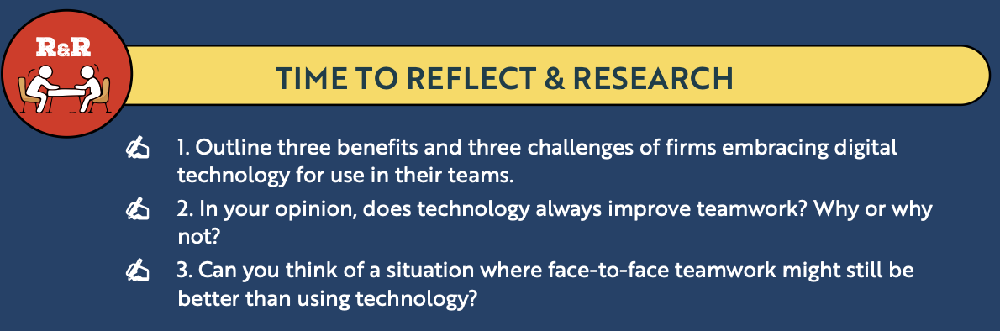 R&R
TIME TO REFLECT & RESEARCH
1. Outline three benefits and three challenges of firms embracing digital
technology for use in their teams.
2. In your opinion, does technology always improve teamwork? Why or why
not?
3. Can you think of a situation where face-to-face teamwork might still be
better than using technology?